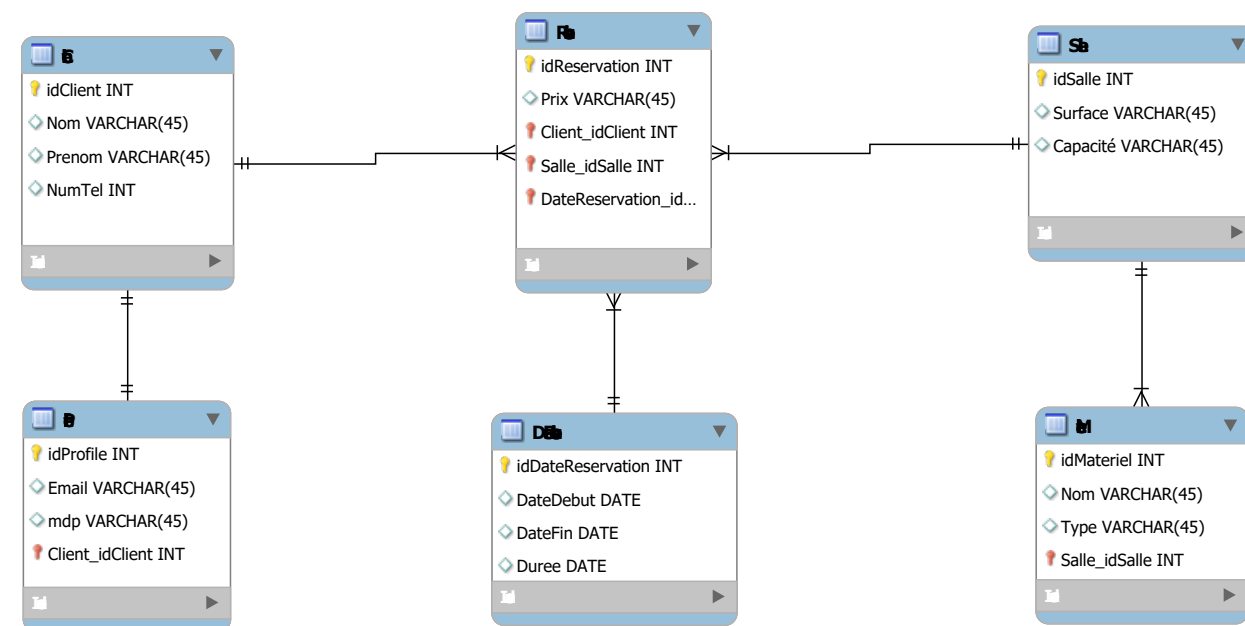 idClient INT
Nom VARCHAR(45)
Prenom VARCHAR(45)
NumTel INT
idReservation INT
Prix VARCHAR(45)
Client_idClient INT
Salle_idSalle INT
DateReservation_id...
idSalle INT
Surface VARCHAR(45)
Capacité VARCHAR(45)
idProfile INT
Email VARCHAR(45)
mdp VARCHAR(45)
Client_idClient INT
idDateReservation INT
DateDebut DATE
DateFin DATE
Duree DATE
idMateriel INT
Nom VARCHAR(45)
Type VARCHAR(45)
Salle_idSalle INT